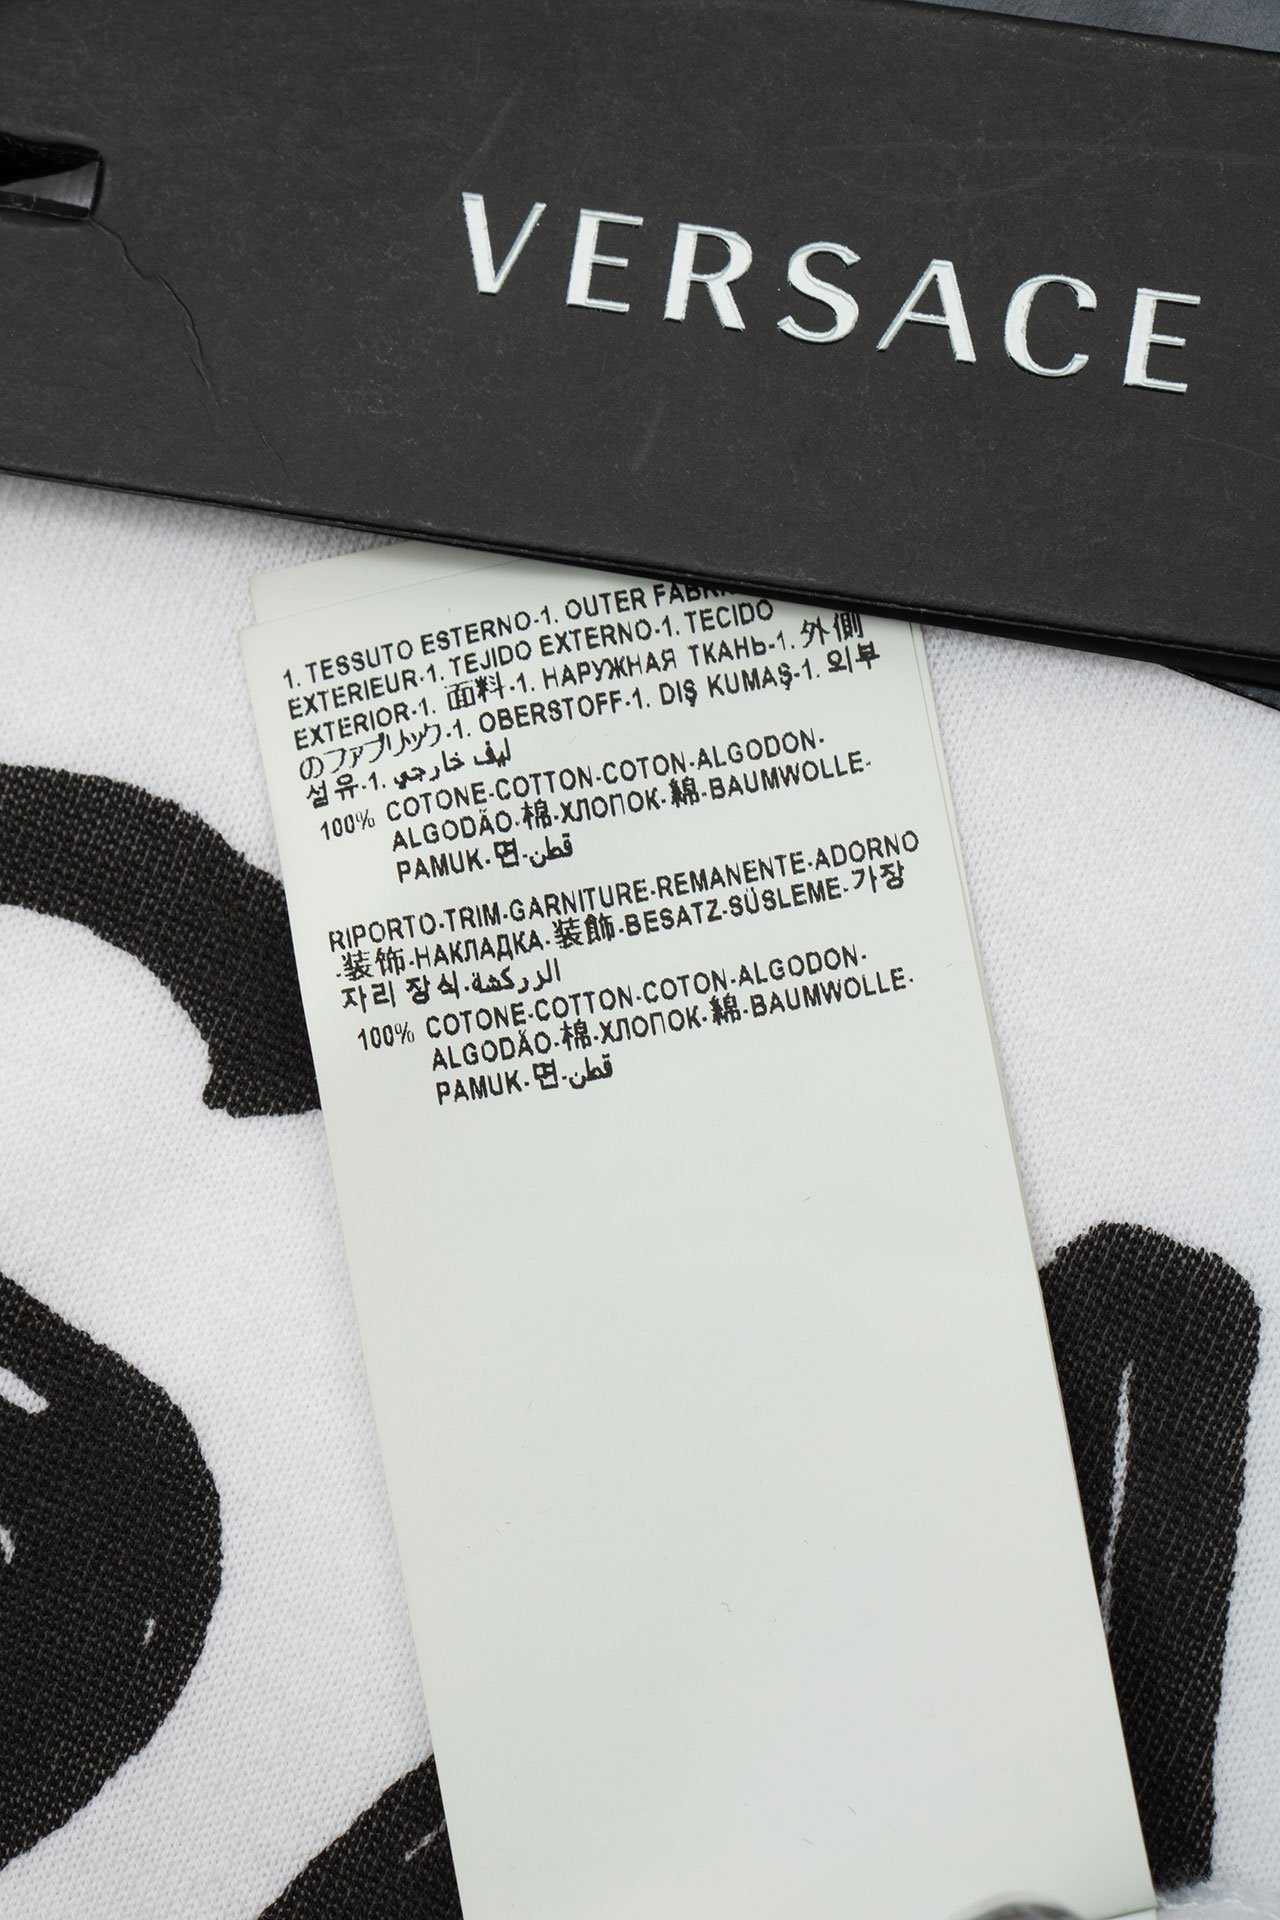 VERSACE
1. TESSUTO ESTERNO-1. OUTER
EXTERIEUR-1. TEJIDO EXTERNO-1. TECIDO
EXTERIOR-1. 面料-1. НАРУЖНАЯ ТКАНЬ-1. 外側
のファブリック-1. OBERSTOFF-1. DIŞ KUMAŞ-1. 외부
섬유-1. ليف خارجي
100% COTONE-COTTON-COTON-ALGODON-
ALGODÃO-棉-ХЛОПОК-綿-BAUMWOLLE-
PAMUK-면-قطن
RIPORTO-TRIM-GARNITURE-REMANENTE-ADORNO
-装饰-НАКЛАДКА-装飾-BESATZ-SÜSLEME-가장
자리 장식-الزركشة
100% COTONE-COTTON-COTON-ALGODON-
ALGODÃO-棉-ХЛОПОК-綿-BAUMWOLLE-
PAMUK-면-قطن